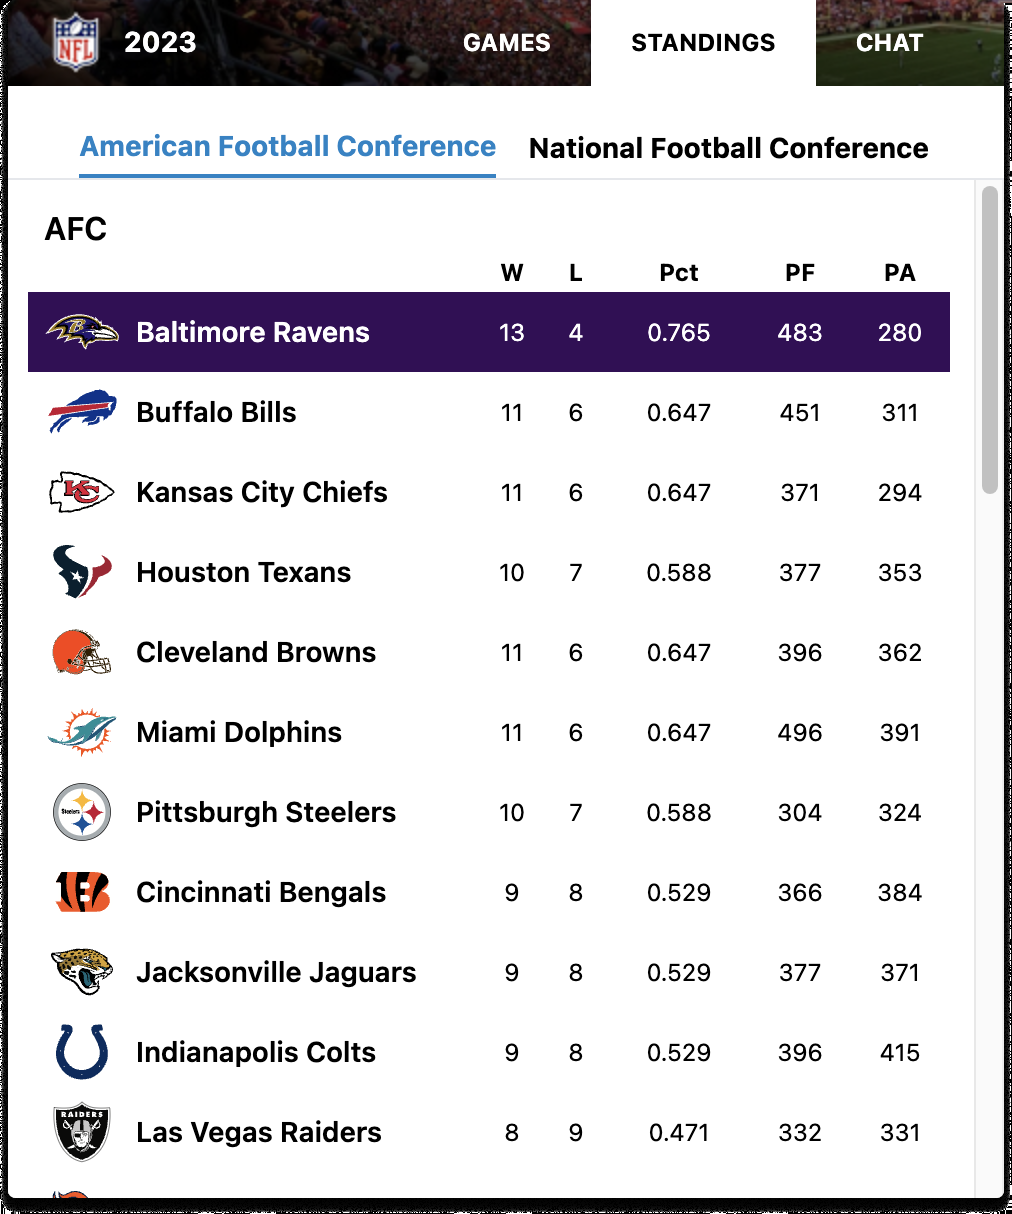 NFL 2023 GAMES STANDINGS CHAT
American Football Conference National Football Conference
AFC
W L Pct PF PA
Baltimore Ravens 13 4 0.765 483 280
Buffalo Bills 11 6 0.647 451 311
KC Kansas City Chiefs 11 6 0.647 371 294
Houston Texans 10 7 0.588 377 353
Cleveland Browns 11 6 0.647 396 362
Miami Dolphins 11 6 0.647 496 391
Steelers Pittsburgh Steelers 10 7 0.588 304 324
Cincinnati Bengals 9 8 0.529 366 384
Jacksonville Jaguars 9 8 0.529 377 371
Indianapolis Colts 9 8 0.529 396 415
RAIDERS Las Vegas Raiders 8 9 0.471 332 331